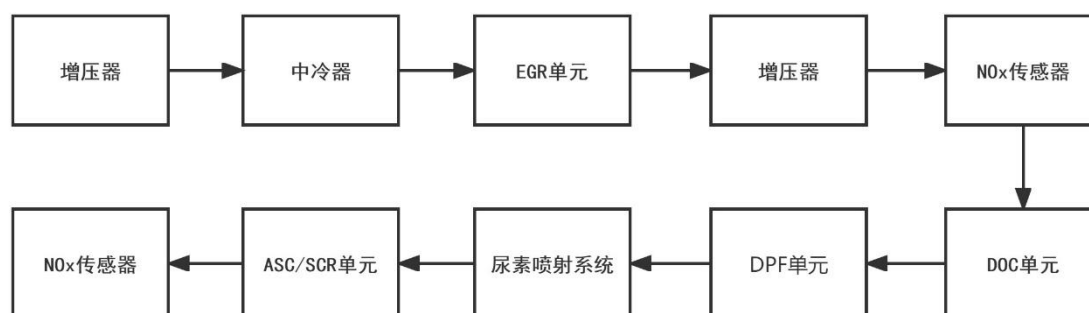 增压器
中冷器
EGR单元
增压器
NOx传感器
DOC单元
DPF单元
尿素喷射系统
ASC/SCR单元
NOx传感器